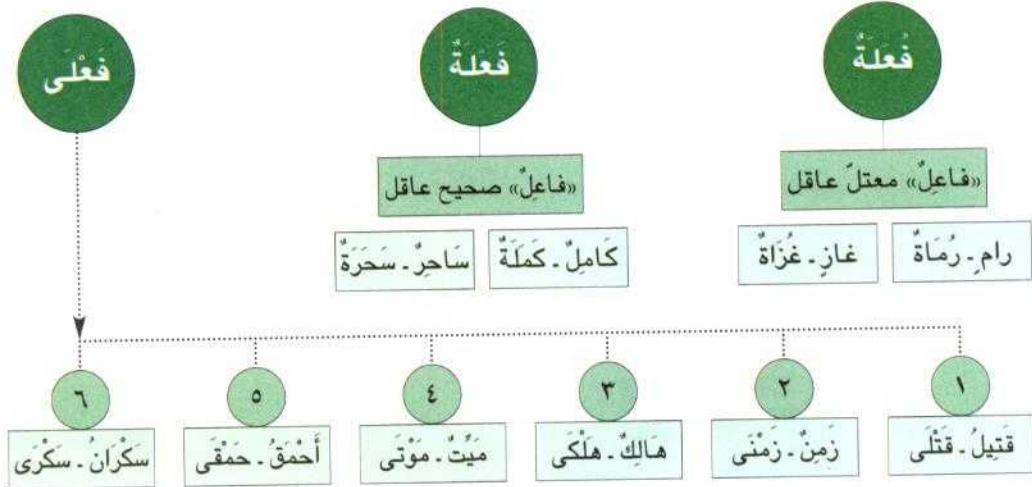 فُعَلَةٌ
فَعَلَةٌ
فَعْلَى
«فاعِلٌ» معتلّ عاقل
«فاعِلٌ» صحيح عاقل
رامٍ ـ رُمَاةٌ
غازٍ ـ غُزَاةٌ
كَامِلٌ ـ كَمَلَةٌ
سَاحِرٌ ـ سَحَرَةٌ
١
٢
٣
٤
٥
٦
قَتِيلُ ـ قَتْلَى
زَمِنٌ ـ زَمْنَى
هَالِكٌ ـ هَلْكَى
مَيِّتٌ ـ مَوْتَى
أَحْمَقُ ـ حَمْقَى
سَكْرَانُ ـ سَكْرَى